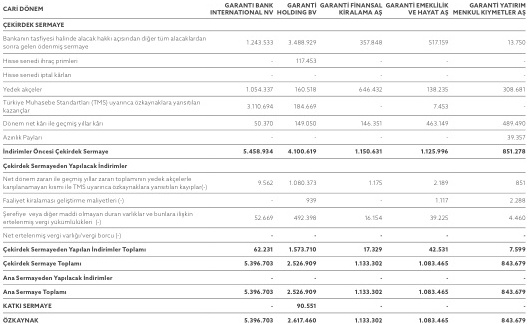 CARİ DÖNEM GARANTİ BANK INTERNATIONAL NV GARANTİ HOLDING BV GARANTİ FİNANSAL KİRALAMA AŞ GARANTİ EMEKLİLİK VE HAYAT AŞ GARANTİ YATIRIM MENKUL KIYMETLER AŞ
ÇEKİRDEK SERMAYE
Bankanın tasfiyesi halinde alacak hakkı açısından diğer tüm alacaklardan
sonra gelen ödenmiş sermaye 1.243.533 3.488.929 357.848 517.159 13.750
Hisse senedi ihraç primleri - 117.453 - - -
Hisse senedi iptal kârları - - - - -
Yedek akçeler 1.054.337 160.518 646.432 138.235 308.681
Türkiye Muhasebe Standartları (TMS) uyarınca özkaynaklara yansıtılan
kazançlar 3.110.694 184.669 - 7.453 -
Dönem net kârı ile geçmiş yıllar kârı 50.370 149.050 146.351 463.149 489.490
Azınlık Payları - - - - 39.357
İndirimler Öncesi Çekirdek Sermaye 5.458.934 4.100.619 1.150.631 1.125.996 851.278
Çekirdek Sermayeden Yapılacak İndirimler
Net dönem zararı ile geçmiş yıllar zararı toplamının yedek akçelerle
karşılanamayan kısmı ile TMS uyarınca özkaynaklara yansıtılan kayıplar(-) 9.562 1.080.373 1.175 2.189 851
Faaliyet kiralaması geliştirme maliyetleri (-) - 939 - 1.117 2.288
Şerefiye veya diğer maddi olmayan duran varlıklar ve bunlara ilişkin
ertelenmiş vergi yükümlülükleri (-) 52.669 492.398 16.154 39.225 4.460
Net ertelenmiş vergi varlığı/vergi borcu (-) - - - - -
Çekirdek Sermayeden Yapılan İndirimler Toplamı 62.231 1.573.710 17.329 42.531 7.599
Çekirdek Sermaye Toplamı 5.396.703 2.526.909 1.133.302 1.083.465 843.679
Ana Sermayeden Yapılacak İndirimler - - - - -
Ana Sermaye Toplamı 5.396.703 2.526.909 1.133.302 1.083.465 843.679
KATKI SERMAYE - 90.551 - - -
ÖZKAYNAK 5.396.703 2.617.460 1.133.302 1.083.465 843.679